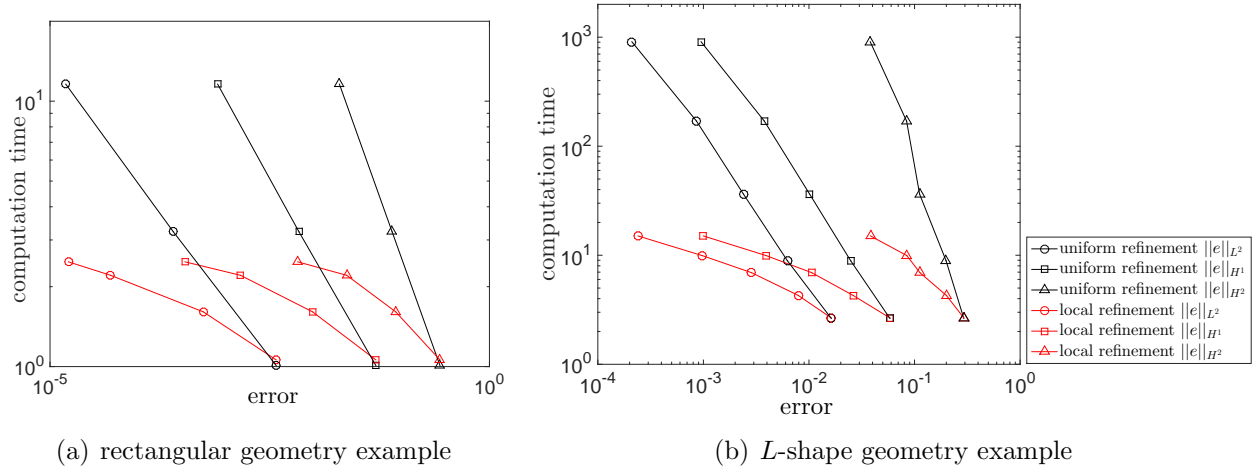 computation time
10^1
10^0
10^-5
10^0
error
(a) rectangular geometry example
computation time
10^3
10^2
10^1
10^0
10^-4
10^-3
10^-2
10^-1
10^0
error
(b) L-shape geometry example
uniform refinement ||e||_{L^2}
uniform refinement ||e||_{H^1}
uniform refinement ||e||_{H^2}
local refinement ||e||_{L^2}
local refinement ||e||_{H^1}
local refinement ||e||_{H^2}